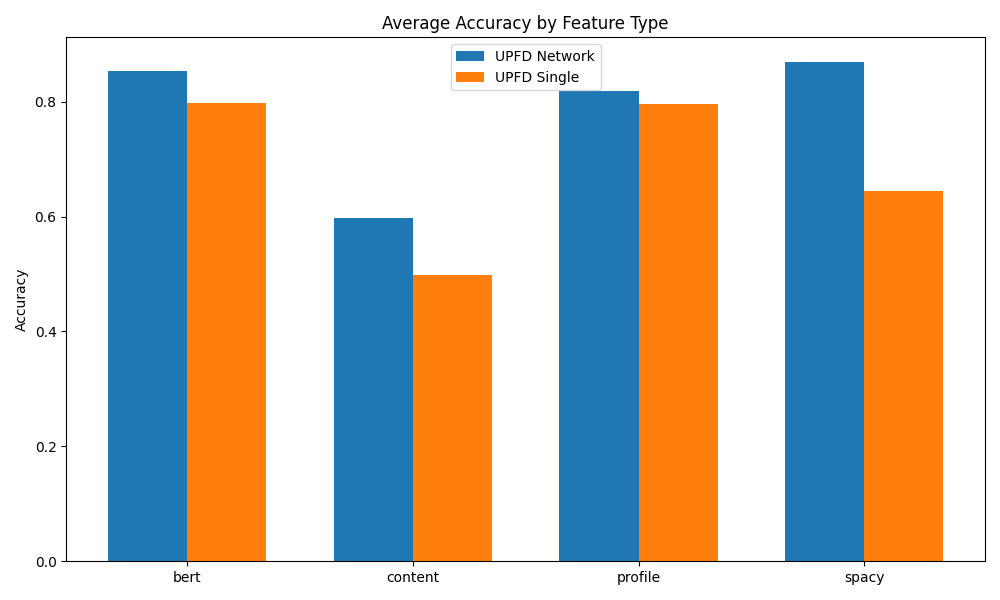 Average Accuracy by Feature Type
UPFD Network
UPFD Single
Accuracy
0.8
0.6
0.4
0.2
0.0
bert content profile spacy